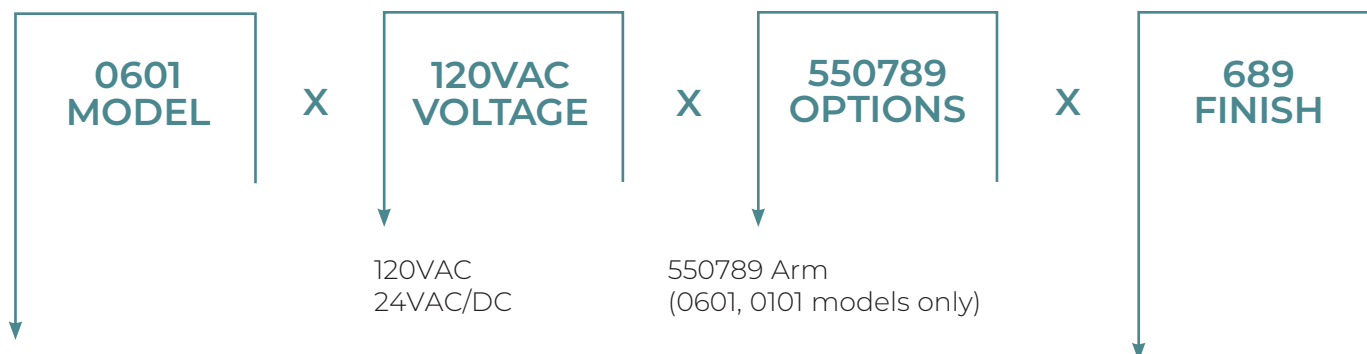 0601
MODEL
X
120VAC
VOLTAGE
X
550789
OPTIONS
X
689
FINISH
120VAC
24VAC/DC
550789 Arm
(0601, 0101 models only)